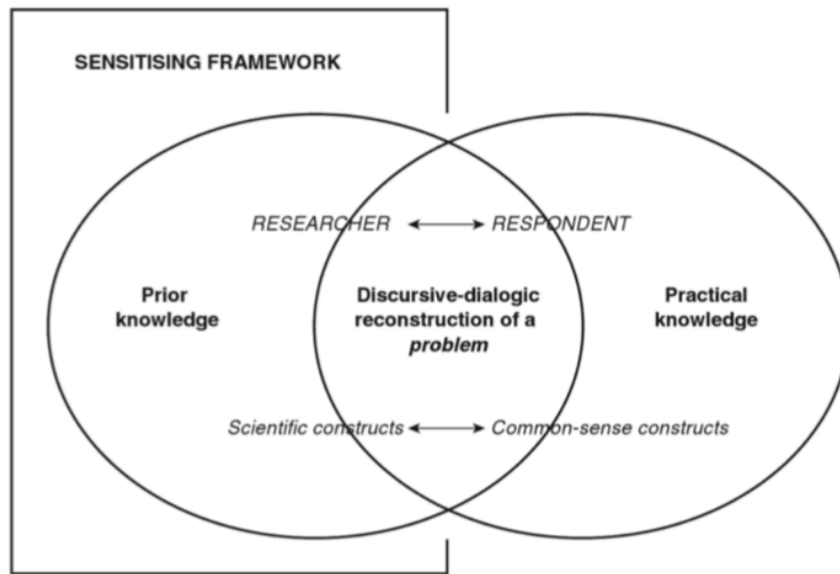 SENSITISING FRAMEWORK
RESEARCHER RESPONDENT
Prior
knowledge
Discursive-dialogic
reconstruction of a
problem
Practical
knowledge
Scientific constructs Common-sense constructs